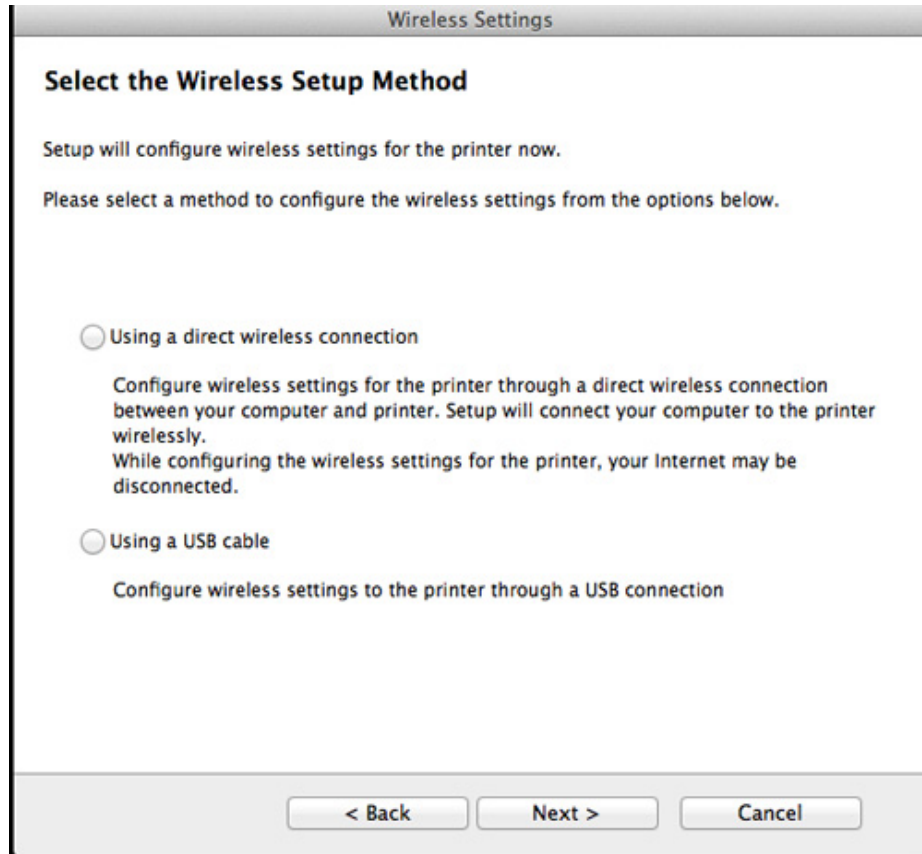 Wireless Settings
Select the Wireless Setup Method
Setup will configure wireless settings for the printer now.
Please select a method to configure the wireless settings from the options below.
Using a direct wireless connection
Configure wireless settings for the printer through a direct wireless connection
between your computer and printer. Setup will connect your computer to the printer
wirelessly.
While configuring the wireless settings for the printer, your Internet may be
disconnected.
Using a USB cable
Configure wireless settings to the printer through a USB connection
< Back Next > Cancel